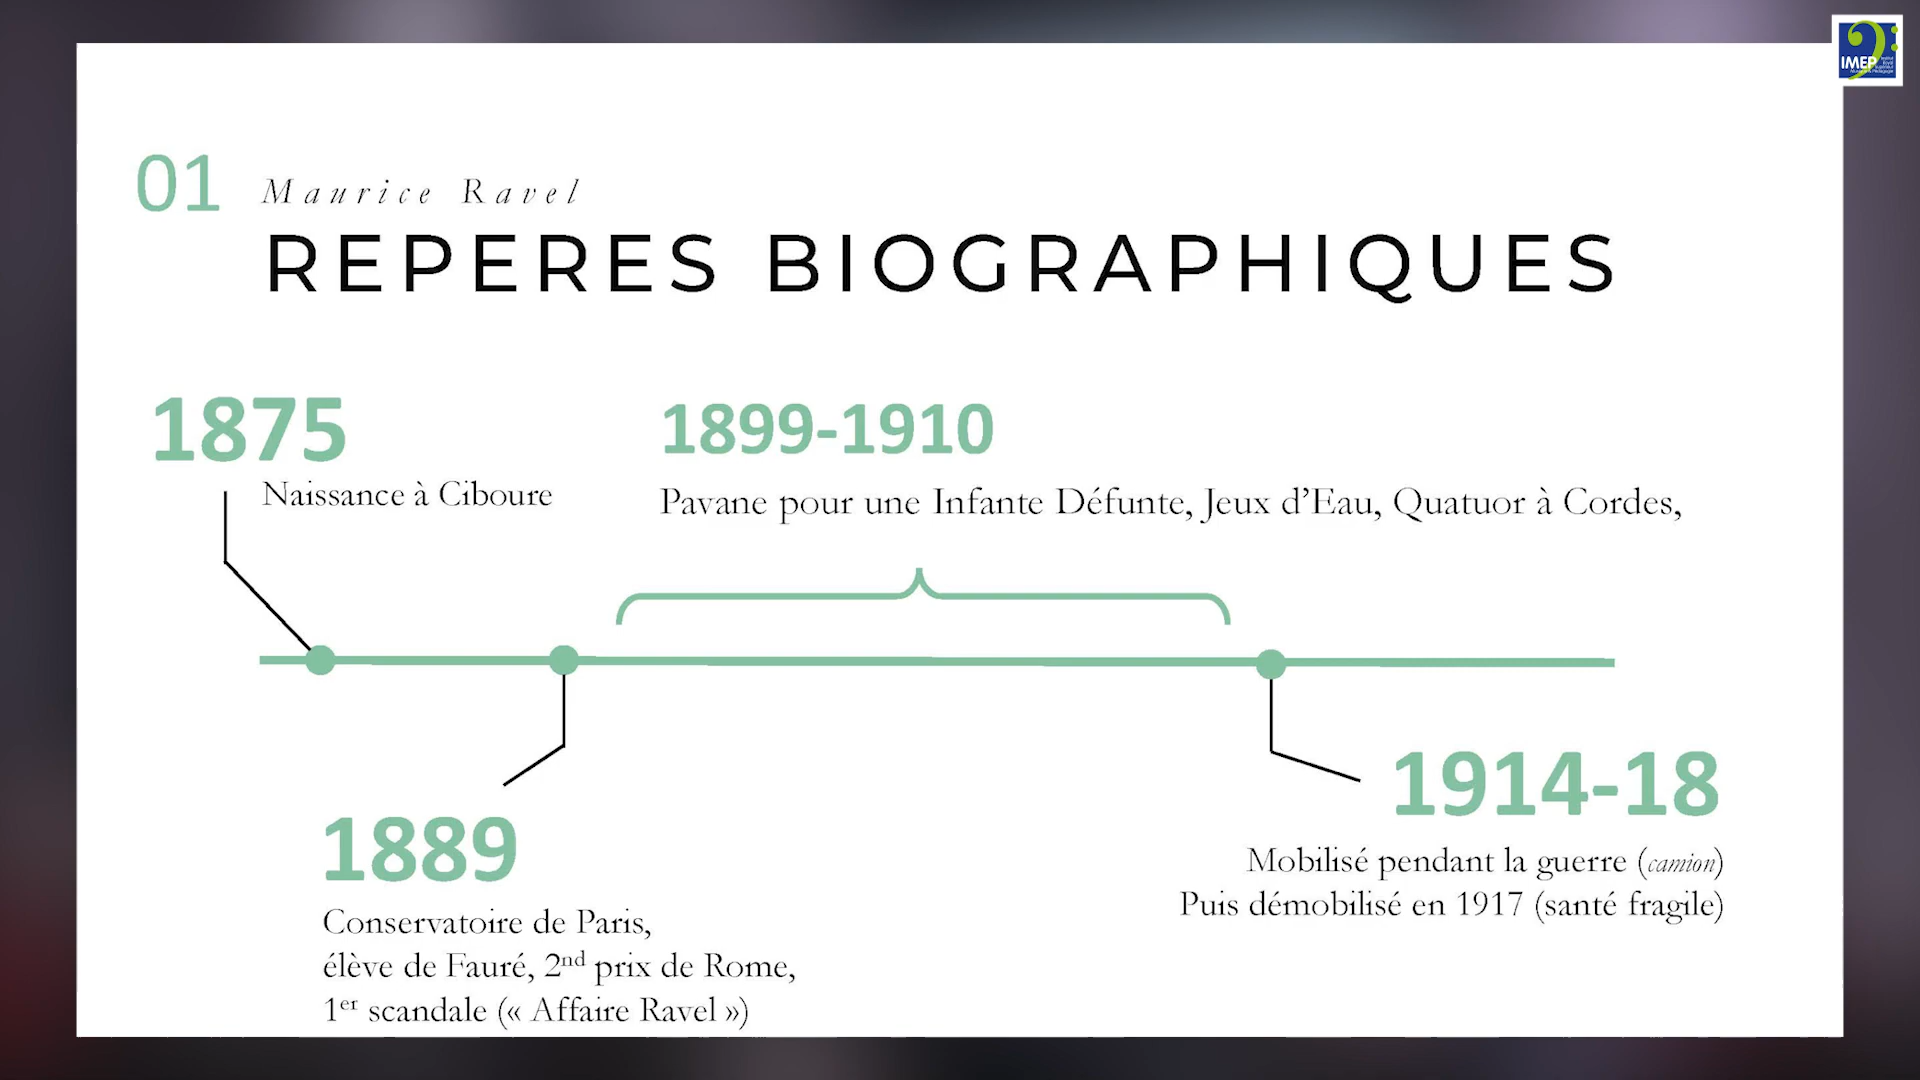 IMEP
01
Maurice Ravel
REPERES BIOGRAPHIQUES
1875
Naissance à Ciboure
1899-1910
Pavane pour une Infante Défunte, Jeux d’Eau, Quatuor à Cordes,
1889
Conservatoire de Paris,
élève de Fauré, 2nd prix de Rome,
1er scandale (« Affaire Ravel »)
1914-18
Mobilisé pendant la guerre (camion)
Puis démobilisé en 1917 (santé fragile)